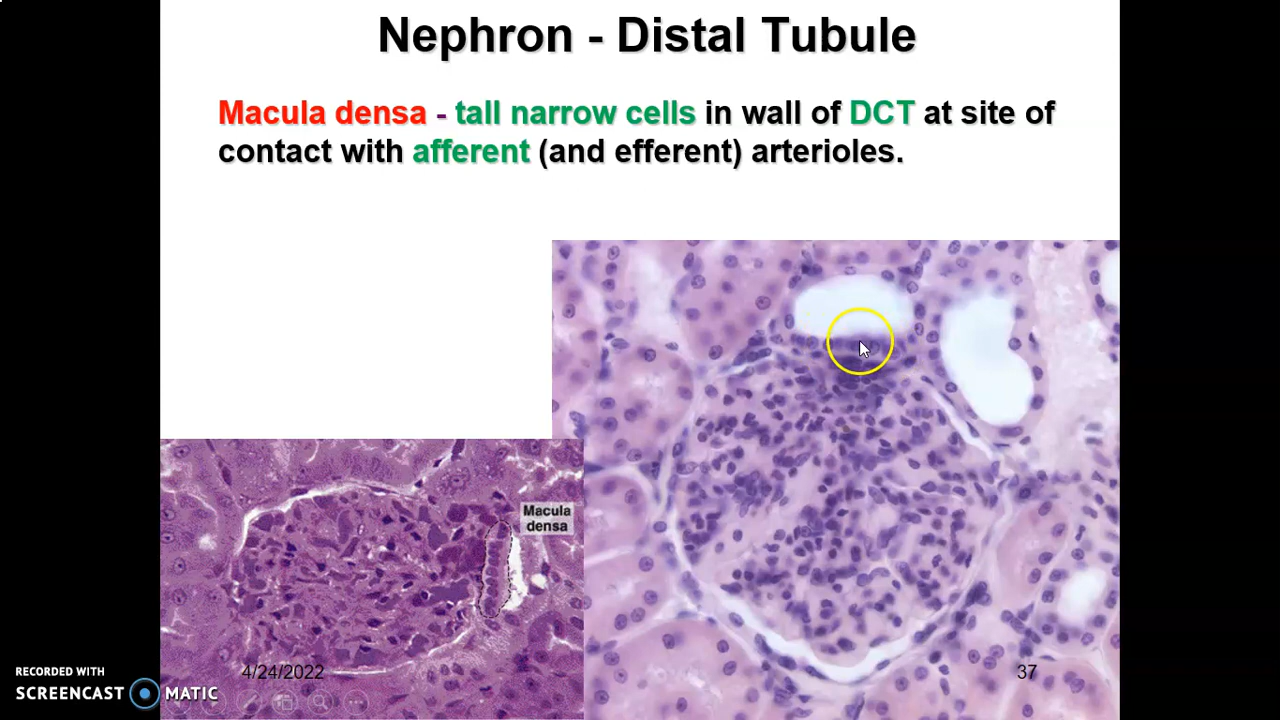 Nephron - Distal Tubule
Macula densa - tall narrow cells in wall of DCT at site of
contact with afferent (and efferent) arterioles.
Macula
densa
4/24/2022
37
RECORDED WITH
SCREENCAST MATIC